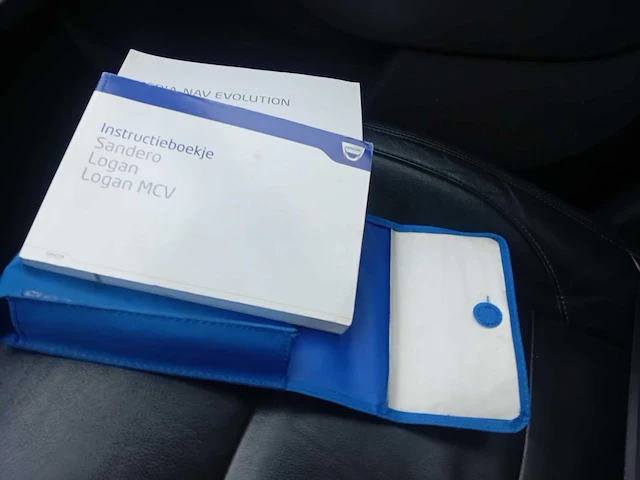 NAV EVOLUTION
Instructieboekje
Sandero
Logan
Logan MCV